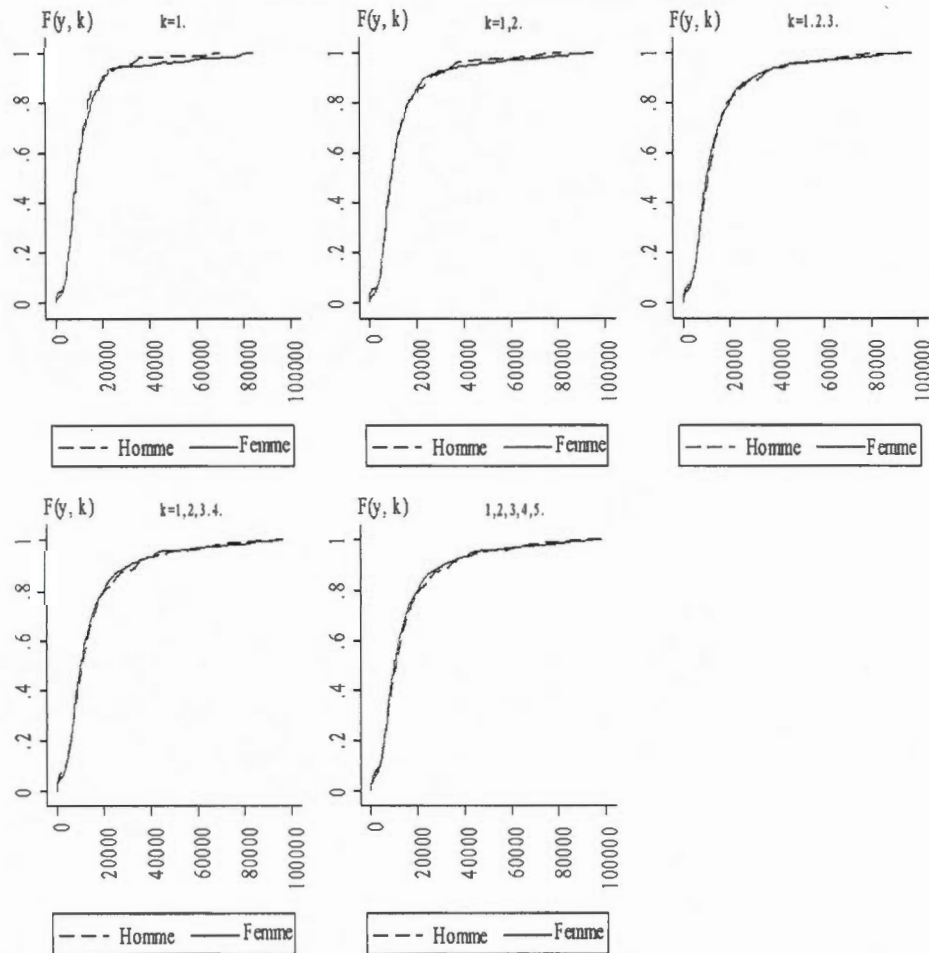 F(y, k) k=1.
0 .2 .4 .6 .8 1
0 20000 40000 60000 80000 100000
Homme Femme
F(y, k) k=1,2.
0 .2 .4 .6 .8 1
0 20000 40000 60000 80000 100000
Homme Femme
F(y, k) k=1.2.3.
0 .2 .4 .6 .8 1
0 20000 40000 60000 80000 100000
Homme Femme
F(y, k) k=1,2,3.4.
0 .2 .4 .6 .8 1
0 20000 40000 60000 80000 100000
Homme Femme
F(y, k) 1,2,3,4,5.
0 .2 .4 .6 .8 1
0 20000 40000 60000 80000 100000
Homme Femme